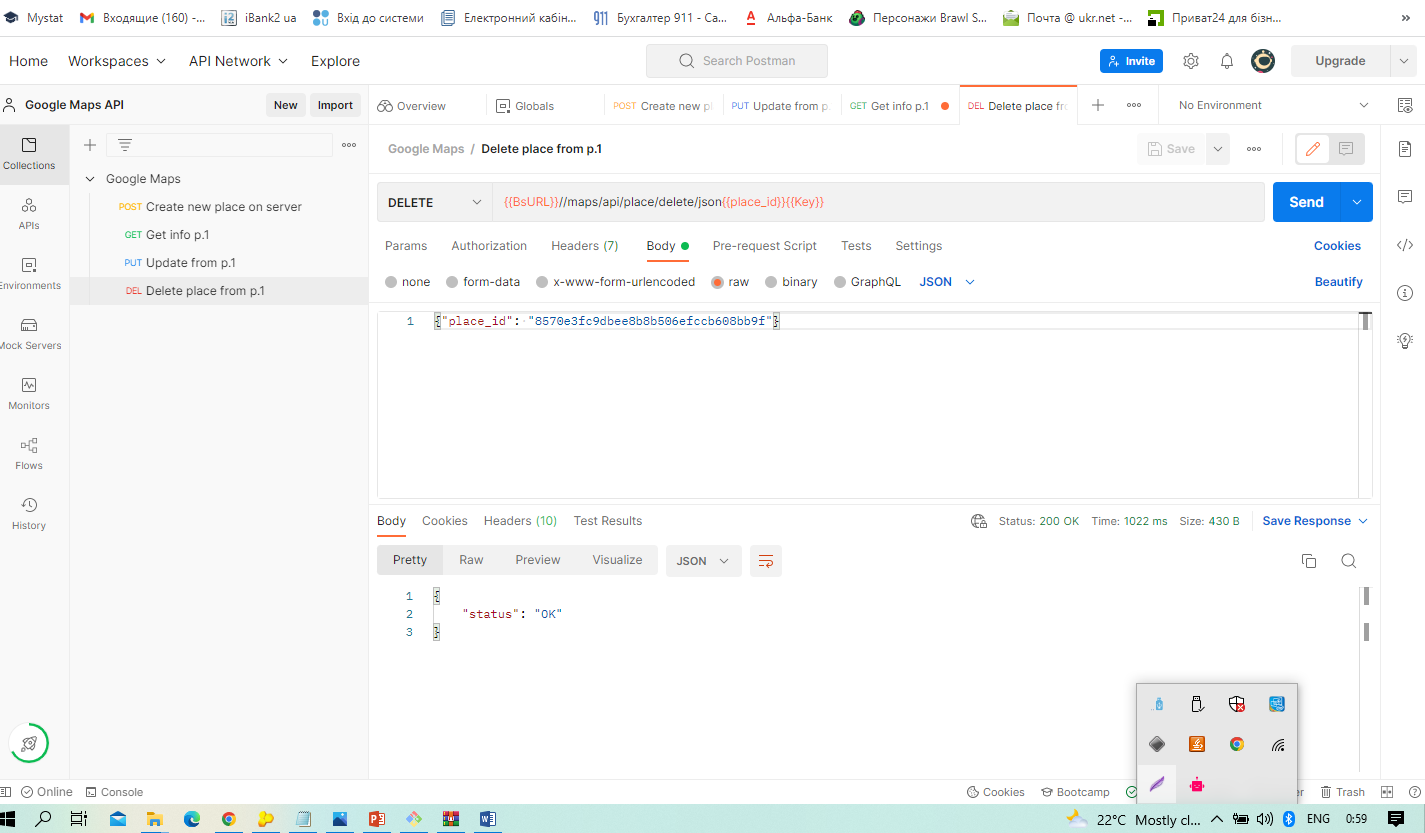 Mystat Входящие (160) -... iBank2 ua Вхід до системи Електронний кабін... 911 Бухгалтер 911 - Са... A Альфа-Банк Персонажи Brawl S... Почта @ ukr.net -... Приват24 для бізн... »
Home Workspaces API Network Explore Search Postman Invite Upgrade
Google Maps API New Import Overview Globals POST Create new pl PUT Update from p. GET Get info p.1 DEL Delete place fro No Environment
Collections
APIs
Environments
Mock Servers
Monitors
Flows
History
Google Maps
POST Create new place on server
GET Get info p.1
PUT Update from p.1
DEL Delete place from p.1
Google Maps / Delete place from p.1 Save
DELETE {{BsURL}}//maps/api/place/delete/json{{place_id}}{{Key}} Send
Params Authorization Headers (7) Body Pre-request Script Tests Settings Cookies
none form-data x-www-form-urlencoded raw binary GraphQL JSON Beautify
1 {"place_id": "8570e3fc9dbee8b8b506efccb608bb9f"}
Body Cookies Headers (10) Test Results Status: 200 OK Time: 1022 ms Size: 430 B Save Response
Pretty Raw Preview Visualize JSON
1 {
2 "status": "OK"
3 }
Online Console Cookies Bootcamp er Trash
22°C Mostly cl... ENG 0:59